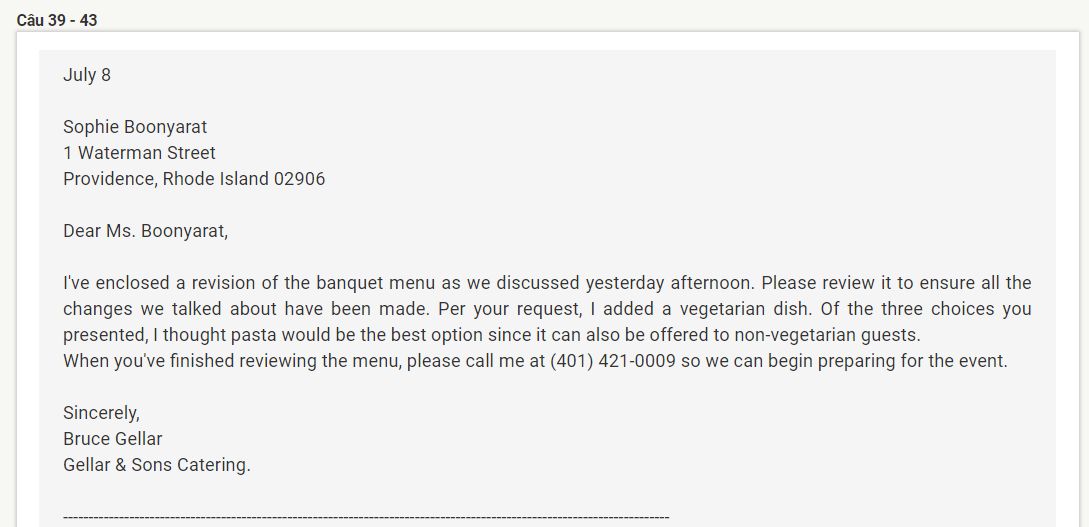 Câu 39 - 43
July 8
Sophie Boonyarat
1 Waterman Street
Providence, Rhode Island 02906
Dear Ms. Boonyarat,
I've enclosed a revision of the banquet menu as we discussed yesterday afternoon. Please review it to ensure all the
changes we talked about have been made. Per your request, I added a vegetarian dish. Of the three choices you
presented, I thought pasta would be the best option since it can also be offered to non-vegetarian guests.
When you've finished reviewing the menu, please call me at (401) 421-0009 so we can begin preparing for the event.
Sincerely,
Bruce Gellar
Gellar & Sons Catering.